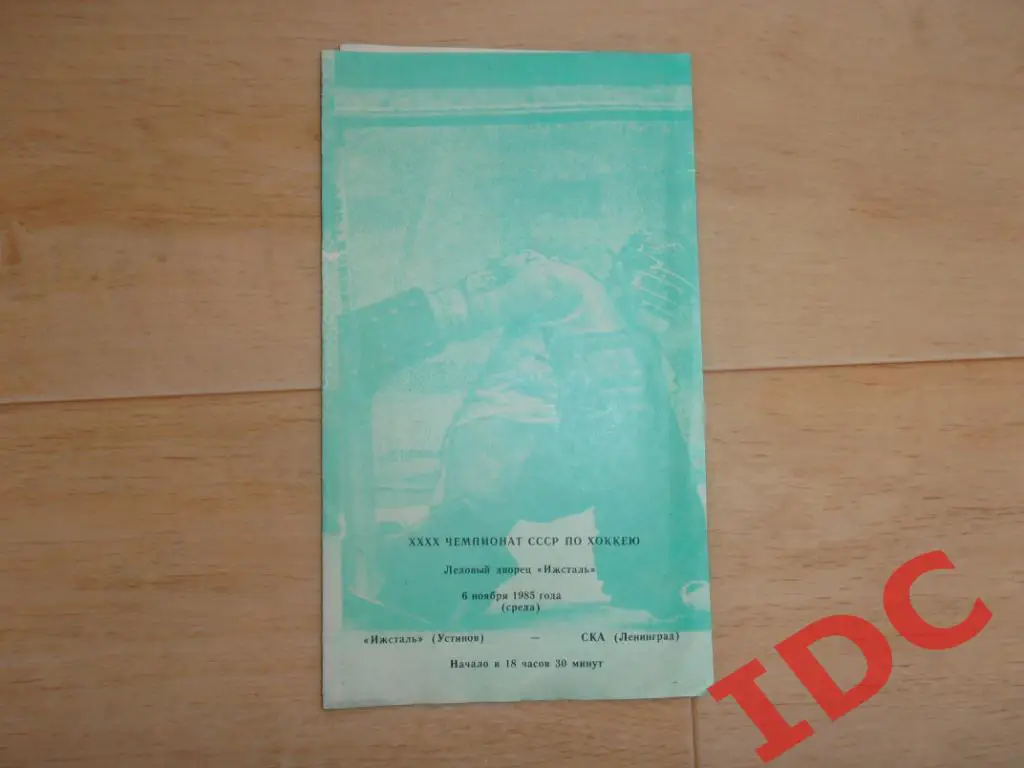 XXXX ЧЕМПИОНАТ СССР ПО ХОККЕЮ
Ледовый дворец «Ижсталь»
6 ноября 1985 года
(среда)
«Ижсталь» (Устинов) — СКА (Ленинград)
Начало в 18 часов 30 минут
IDC